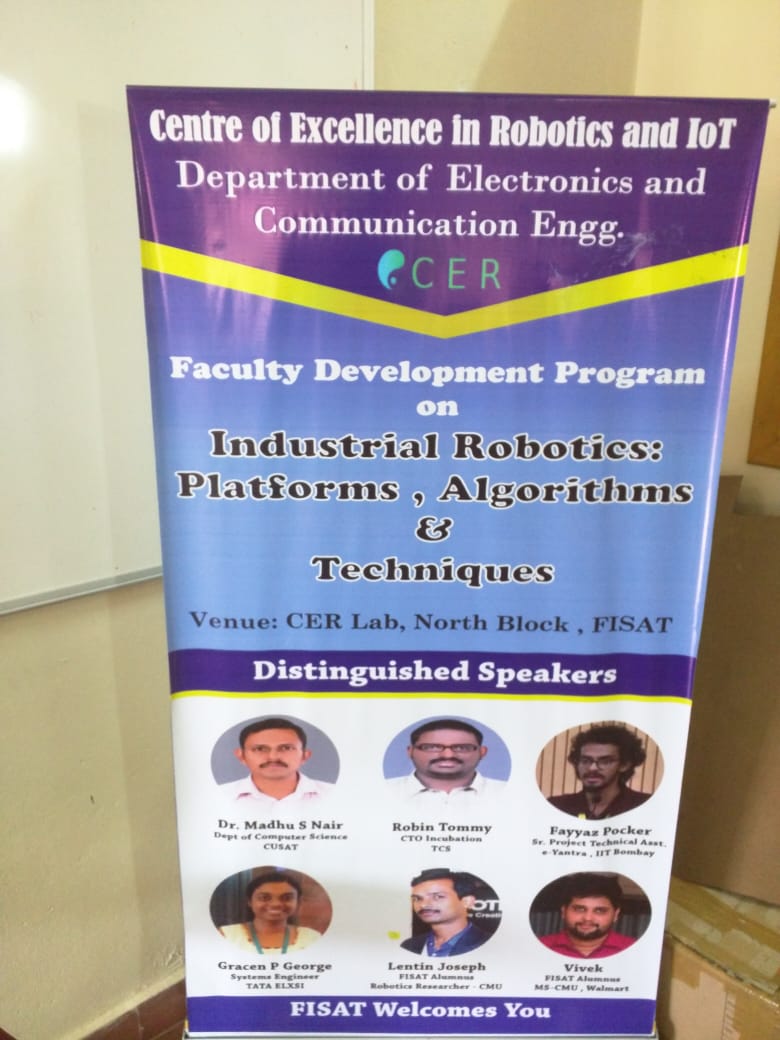 Centre of Excellence in Robotics and IoT
Department of Electronics and
Communication Engg.
CER
Faculty Development Program
on
Industrial Robotics:
Platforms , Algorithms
&
Techniques
Venue: CER Lab, North Block , FISAT
Distinguished Speakers
Dr. Madhu S Nair
Dept of Computer Science
CUSAT
Robin Tommy
CTO Incubation
TCS
Fayyaz Pocker
Sr. Project Technical Asst.
e-Yantra , IIT Bombay
Gracen P George
Systems Engineer
TATA ELXSI
Lentin Joseph
FISAT Alumnus
Robotics Researcher - CMU
Vivek
FISAT Alumnus
MS-CMU , Walmart
FISAT Welcomes You